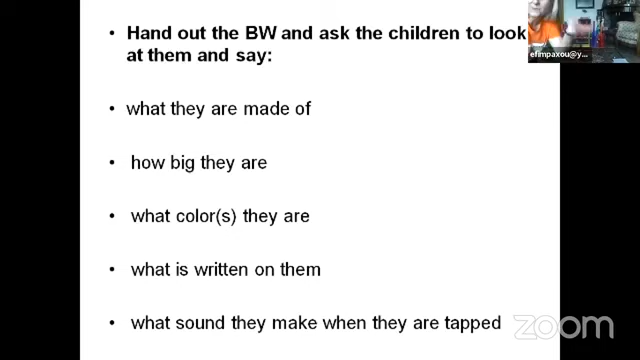 • Hand out the BW and ask the children to look
at them and say:
• what they are made of
• how big they are
• what color(s) they are
• what is written on them
• what sound they make when they are tapped
efimpaxou@y...
zoom